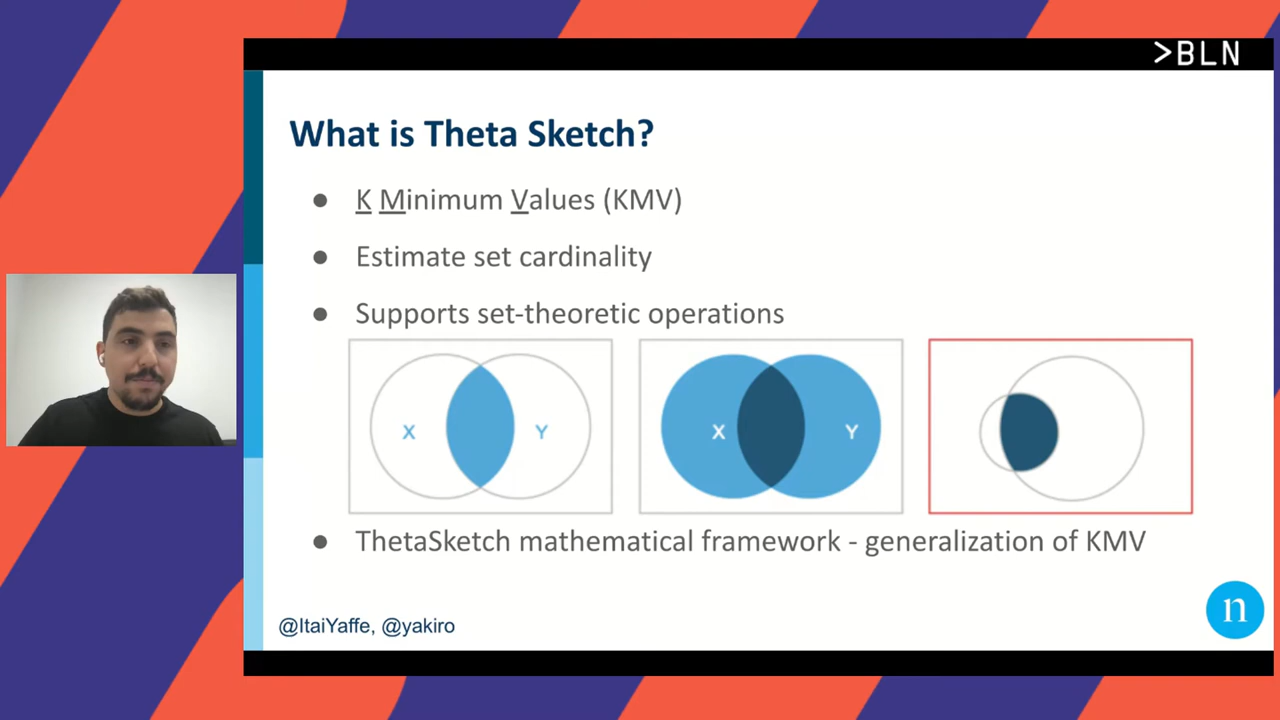 >BLN
What is Theta Sketch?
● K Minimum Values (KMV)
● Estimate set cardinality
● Supports set-theoretic operations
X Y
X Y
● ThetaSketch mathematical framework - generalization of KMV
@ItaiYaffe, @yakiro
n